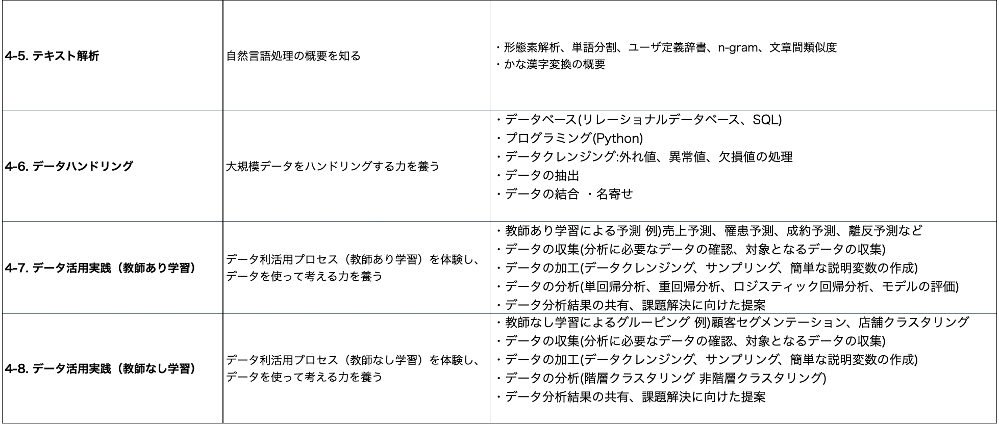 4-5. テキスト解析
自然言語処理の概要を知る
・形態素解析、単語分割、ユーザ定義辞書、n-gram、文章間類似度
・かな漢字変換の概要
4-6. データハンドリング
大規模データをハンドリングする力を養う
・データベース(リレーショナルデータベース、SQL)
・プログラミング(Python)
・データクレンジング:外れ値、異常値、欠損値の処理
・データの抽出
・データの結合 ・名寄せ
4-7. データ活用実践（教師あり学習）
データ利活用プロセス（教師あり学習）を体験し、
データを使って考える力を養う
・教師あり学習による予測 例)売上予測、罹患予測、成約予測、離反予測など
・データの収集(分析に必要なデータの確認、対象となるデータの収集)
・データの加工(データクレンジング、サンプリング、簡単な説明変数の作成)
・データの分析(単回帰分析、重回帰分析、ロジスティック回帰分析、モデルの評価)
・データ分析結果の共有、課題解決に向けた提案
4-8. データ活用実践（教師なし学習）
データ利活用プロセス（教師なし学習）を体験し、
データを使って考える力を養う
・教師なし学習によるグルーピング 例)顧客セグメンテーション、店舗クラスタリング
・データの収集(分析に必要なデータの確認、対象となるデータの収集)
・データの加工(データクレンジング、サンプリング、簡単な説明変数の作成)
・データの分析(階層クラスタリング 非階層クラスタリング)
・データ分析結果の共有、課題解決に向けた提案